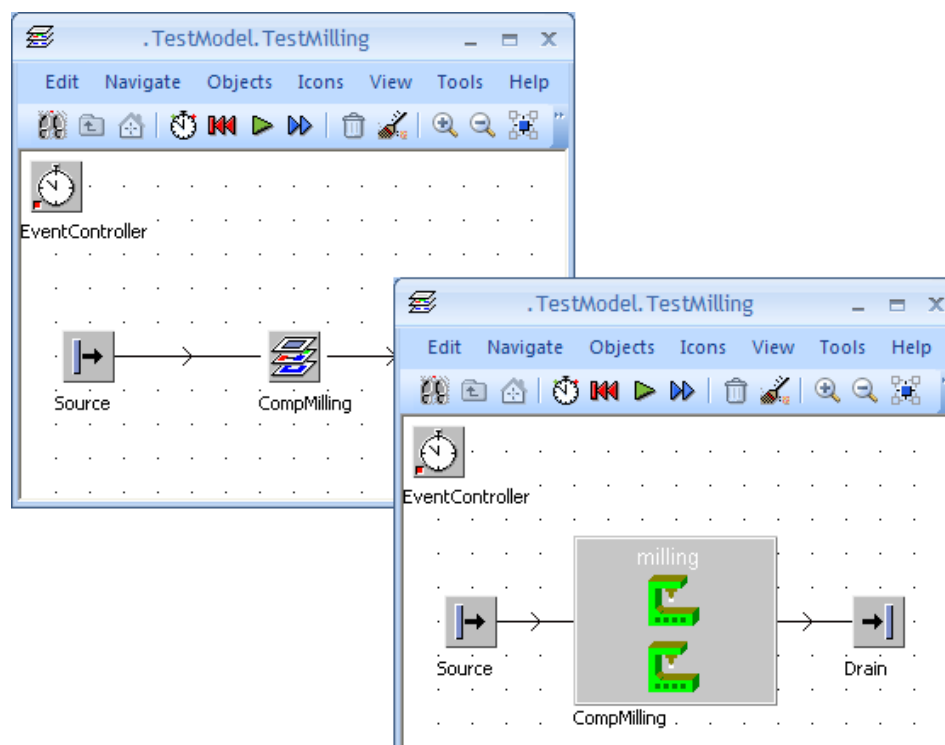 .TestModel.TestMilling
Edit Navigate Objects Icons View Tools Help
EventController
Source
CompMilling
.TestModel.TestMilling
Edit Navigate Objects Icons View Tools Help
EventController
milling
Source
Drain
CompMilling